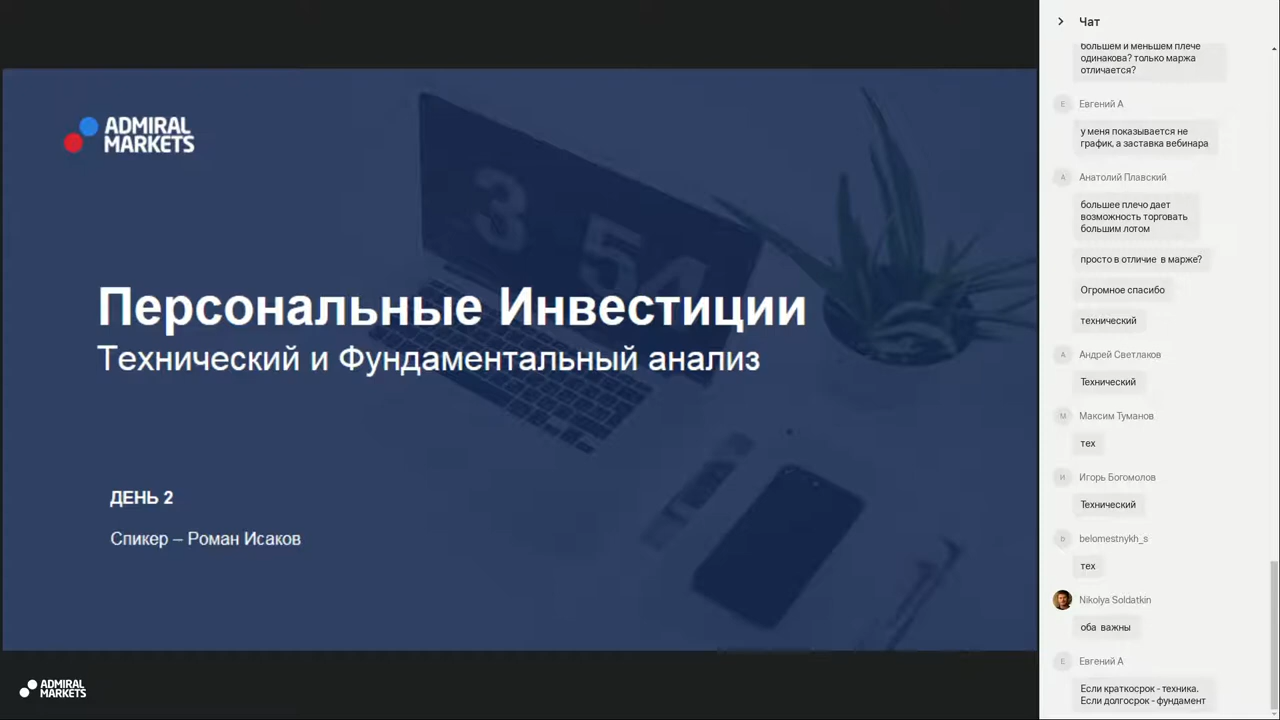 ADMIRAL
MARKETS
3 54
Персональные Инвестиции
Технический и Фундаментальный анализ
ДЕНЬ 2
Спикер – Роман Исаков
ADMIRAL
MARKETS
Чат
большем и меньшем плече
одинакова? только маржа
отличается?
Е
Евгений А
у меня показывается не
график, а заставка вебинара
А
Анатолий Плавский
большее плечо дает
возможность торговать
большим лотом
просто в отличие в марже?
Огромное спасибо
технический
А
Андрей Светлаков
Технический
М
Максим Туманов
тех
И
Игорь Богомолов
Технический
b
belomestnykh_s
тех
Nikolya Soldatkin
оба важны
Е
Евгений А
Если краткосрок - техника.
Если долгосрок - фундамент